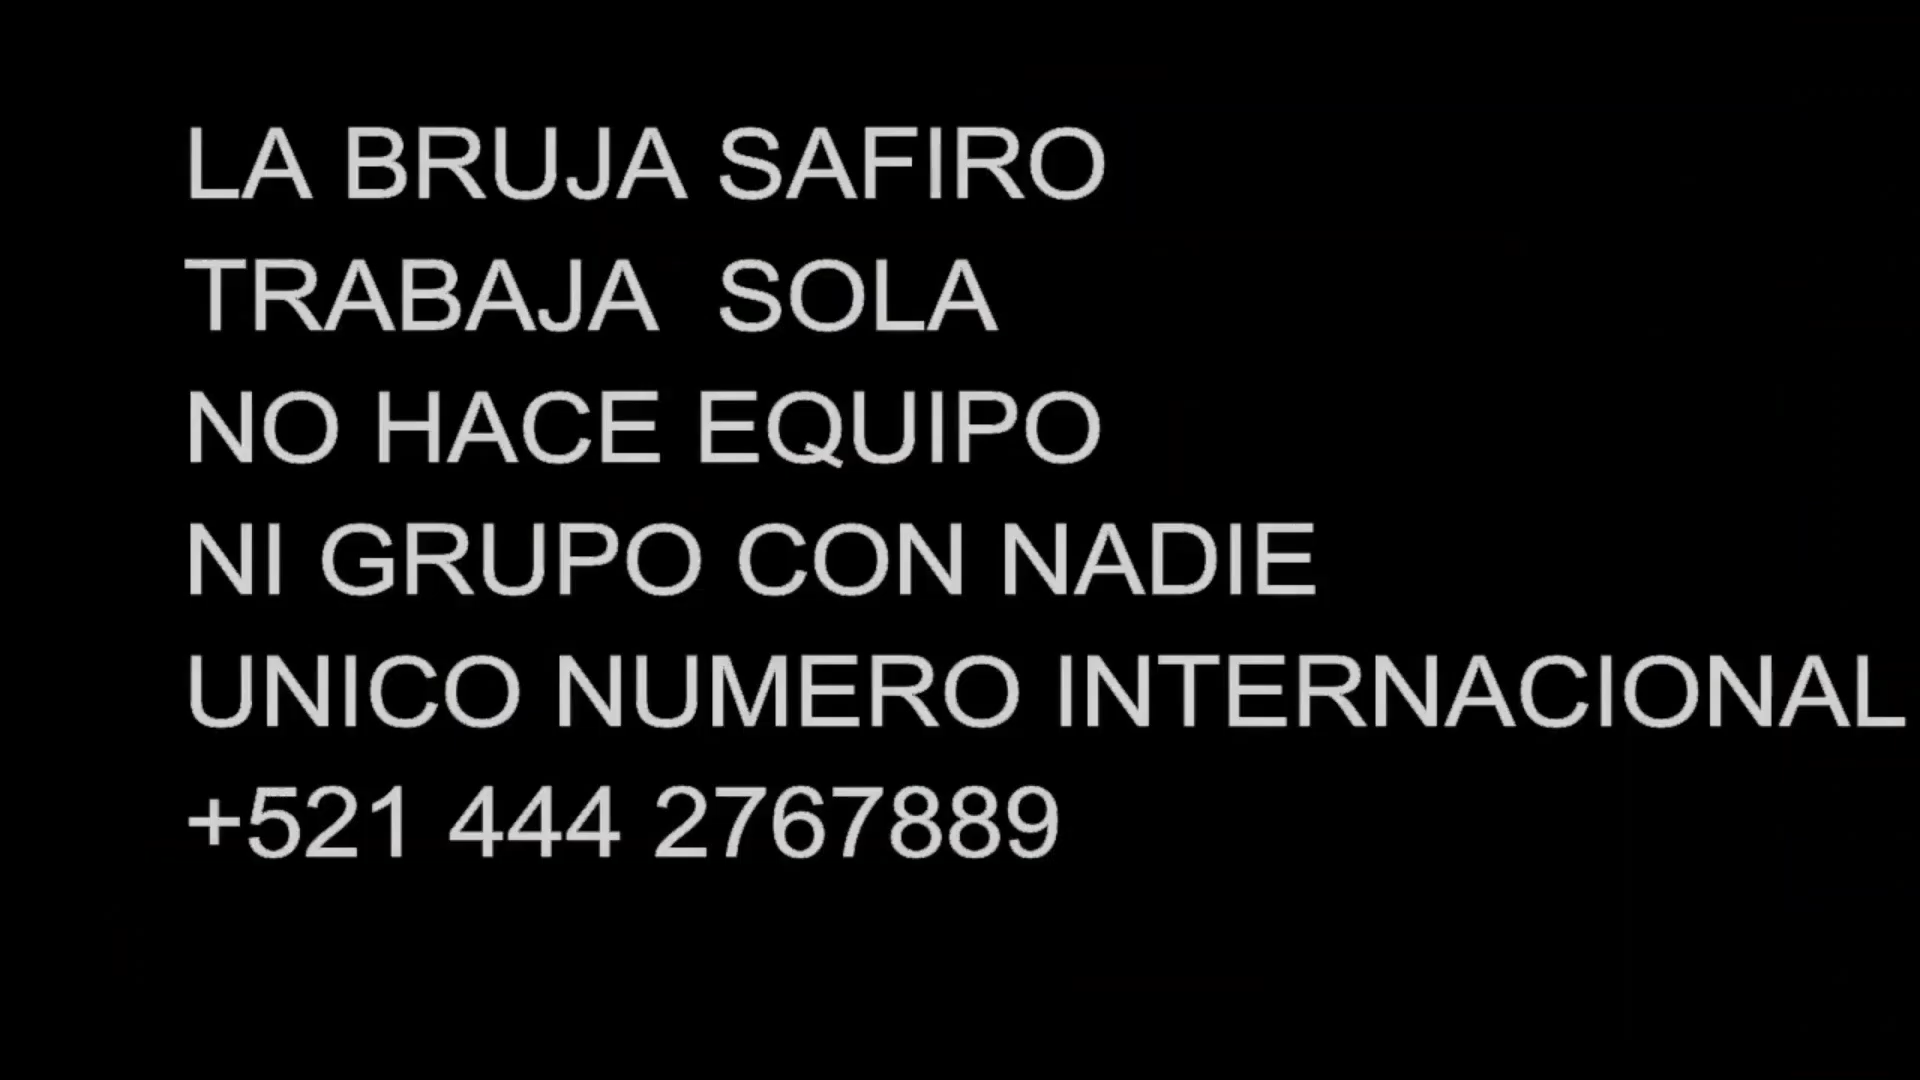 LA BRUJA SAFIRO
TRABAJA  SOLA
NO HACE EQUIPO
NI GRUPO CON NADIE
UNICO NUMERO INTERNACIONAL
+521 444 2767889